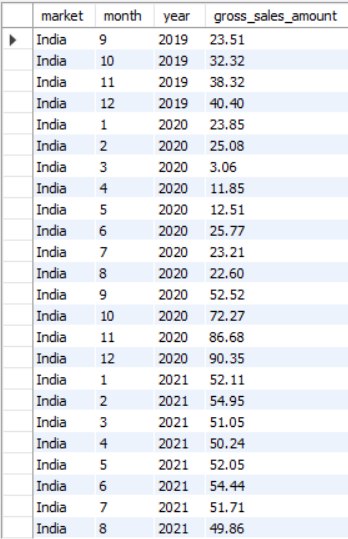 market month year gross_sales_amount
India 9 2019 23.51
India 10 2019 32.32
India 11 2019 38.32
India 12 2019 40.40
India 1 2020 23.85
India 2 2020 25.08
India 3 2020 3.06
India 4 2020 11.85
India 5 2020 12.51
India 6 2020 25.77
India 7 2020 23.21
India 8 2020 22.60
India 9 2020 52.52
India 10 2020 72.27
India 11 2020 86.68
India 12 2020 90.35
India 1 2021 52.11
India 2 2021 54.95
India 3 2021 51.05
India 4 2021 50.24
India 5 2021 52.05
India 6 2021 54.44
India 7 2021 51.71
India 8 2021 49.86